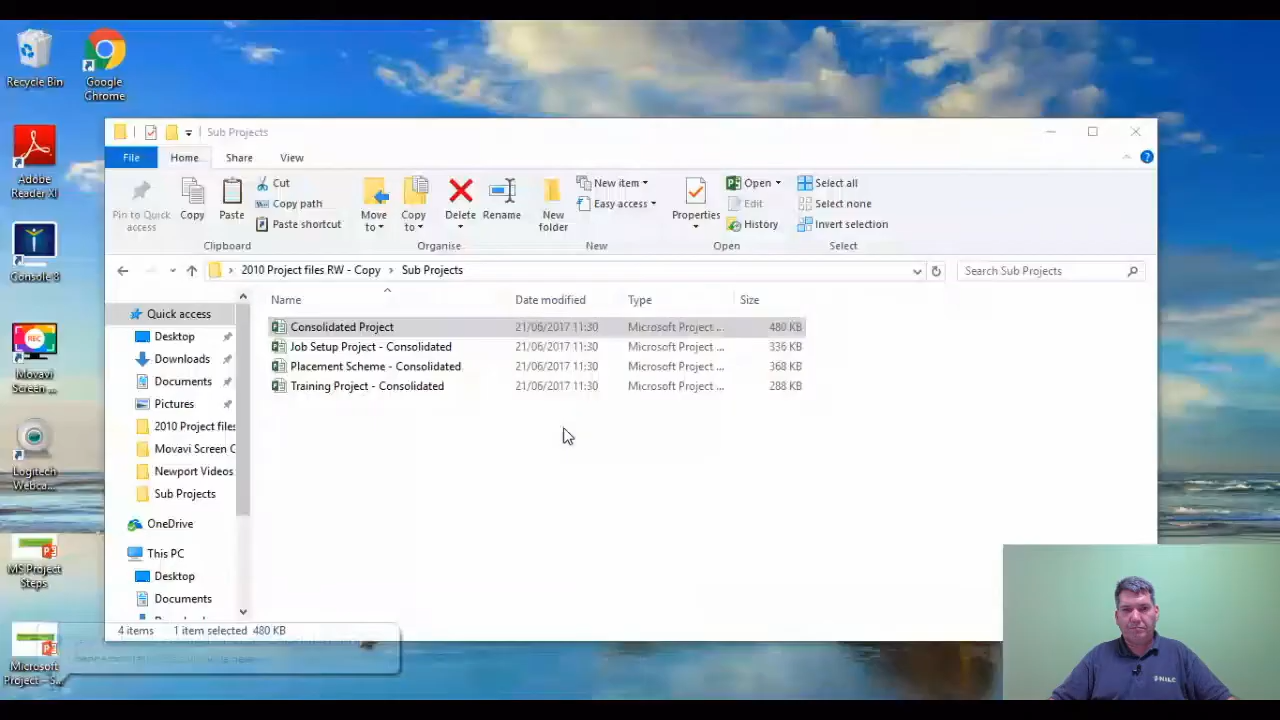 Recycle Bin
Google
Chrome
Adobe
Reader XI
Console 8
Movavi
Screen ...
Logitech
Webca...
MS Project
Steps
Microsoft
Project – S...
Sub Projects
File Home Share View
Pin to Quick
access
Copy
Paste
Cut
Copy path
Paste shortcut
Clipboard
Move
to
Copy
to
Delete
Rename
Organise
New
folder
New item
Easy access
New
Properties
Open
Edit
History
Open
Select all
Select none
Invert selection
Select
2010 Project files RW - Copy Sub Projects
Search Sub Projects
Quick access
Desktop
Downloads
Documents
Pictures
2010 Project files
Movavi Screen C
Newport Videos
Sub Projects
OneDrive
This PC
Desktop
Documents
Name Date modified Type Size
Consolidated Project 21/06/2017 11:30 Microsoft Project ... 480 KB
Job Setup Project - Consolidated 21/06/2017 11:30 Microsoft Project ... 336 KB
Placement Scheme - Consolidated 21/06/2017 11:30 Microsoft Project ... 368 KB
Training Project - Consolidated 21/06/2017 11:30 Microsoft Project ... 288 KB
4 items 1 item selected 480 KB